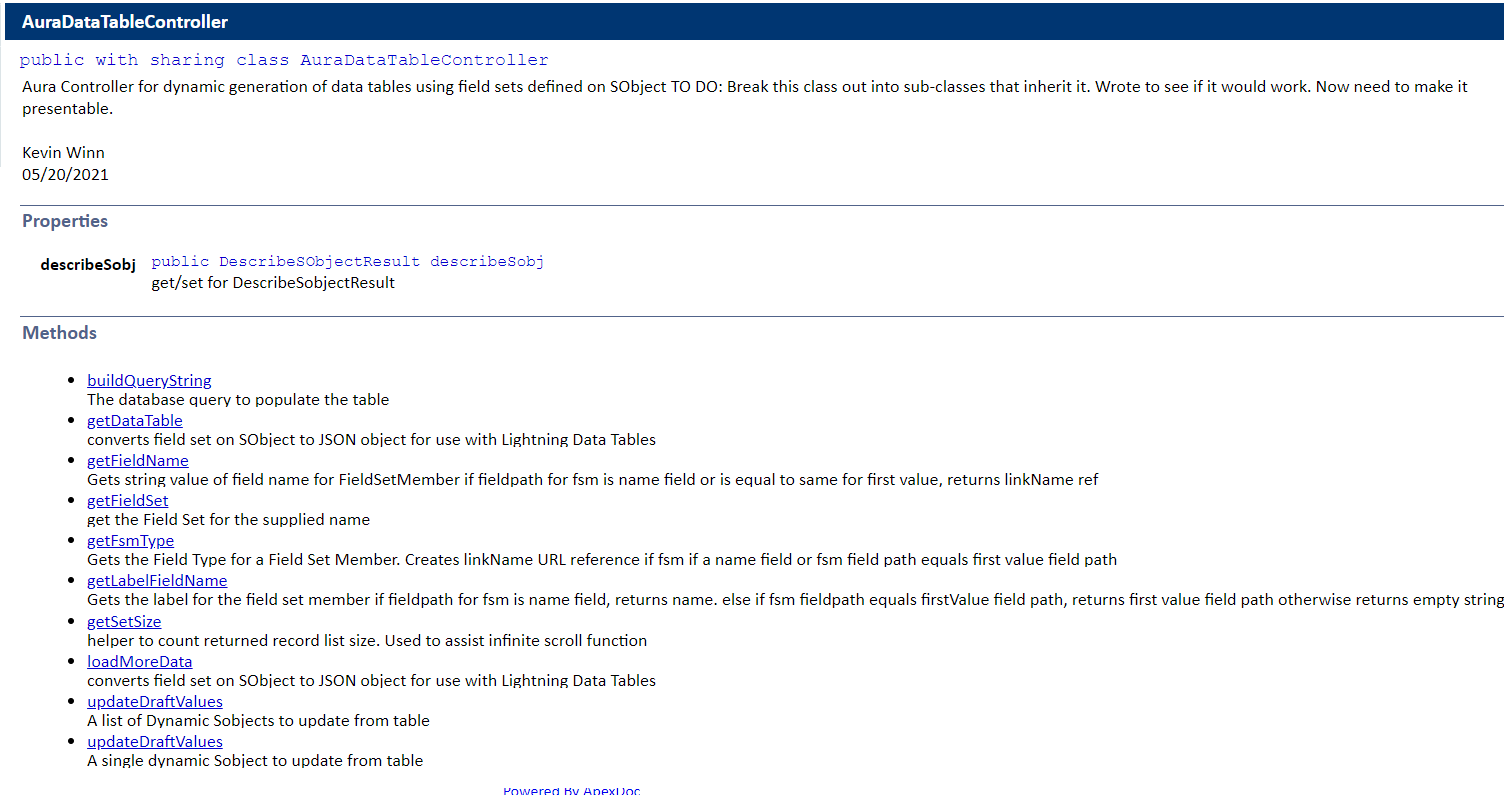 AuraDataTableController
public with sharing class AuraDataTableController
Aura Controller for dynamic generation of data tables using field sets defined on SObject TO DO: Break this class out into sub-classes that inherit it. Wrote to see if it would work. Now need to make it
presentable.
Kevin Winn
05/20/2021
Properties
describeSobj public DescribeSObjectResult describeSobj
get/set for DescribeSobjectResult
Methods
buildQueryString
The database query to populate the table
getDataTable
converts field set on SObject to JSON object for use with Lightning Data Tables
getFieldName
Gets string value of field name for FieldSetMember if fieldpath for fsm is name field or is equal to same for first value, returns linkName ref
getFieldSet
get the Field Set for the supplied name
getFsmType
Gets the Field Type for a Field Set Member. Creates linkName URL reference if fsm if a name field or fsm field path equals first value field path
getLabelFieldName
Gets the label for the field set member if fieldpath for fsm is name field, returns name. else if fsm fieldpath equals firstValue field path, returns first value field path otherwise returns empty string
getSetSize
helper to count returned record list size. Used to assist infinite scroll function
loadMoreData
converts field set on SObject to JSON object for use with Lightning Data Tables
updateDraftValues
A list of Dynamic Sobjects to update from table
updateDraftValues
A single dynamic Sobject to update from table
Powered By ApexDoc